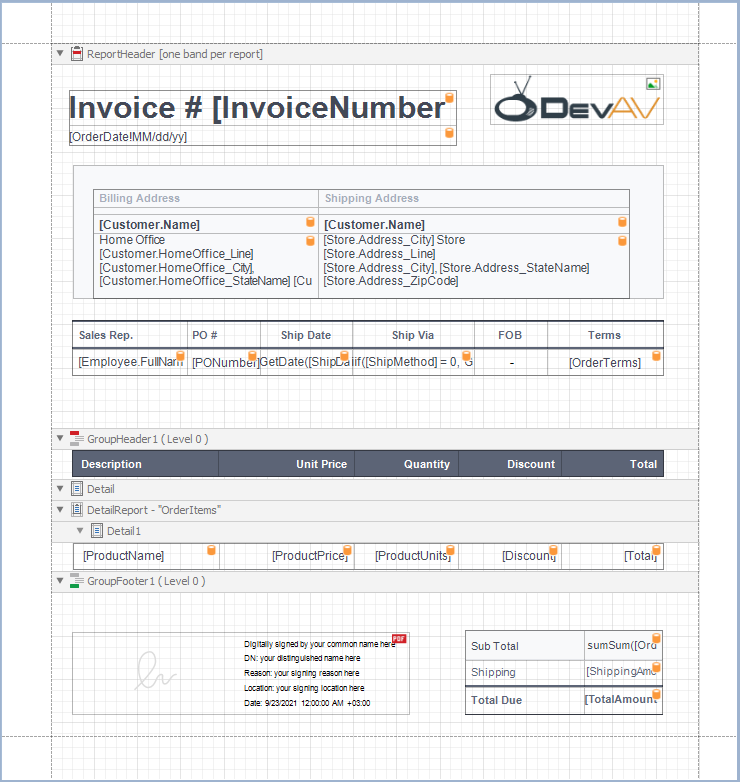 ReportHeader [one band per report]
Invoice # [InvoiceNumber
DevAV
[OrderDate!MM/dd/yy]
Billing Address Shipping Address
[Customer.Name] [Customer.Name]
Home Office [Store.Address_City] Store
[Customer.HomeOffice_Line] [Store.Address_Line]
[Customer.HomeOffice_City], [Store.Address_City], [Store.Address_StateName]
[Customer.HomeOffice_StateName] [Cu [Store.Address_ZipCode]
Sales Rep. PO # Ship Date Ship Via FOB Terms
[Employee.FullNam [PONumber] GetDate([ShipDa iif([ShipMethod] = 0, 'G - [OrderTerms]
GroupHeader1 ( Level 0 )
Description Unit Price Quantity Discount Total
Detail
DetailReport - "OrderItems"
Detail1
[ProductName] [ProductPrice] [ProductUnits] [Discount] [Total]
GroupFooter1 ( Level 0 )
PDF
Digitally signed by your common name here
DN: your distinguished name here
Reason: your signing reason here
Location: your signing location here
Date: 9/23/2021 12:00:00 AM +03:00
Sub Total sumSum([Ord
Shipping [ShippingAmo
Total Due [TotalAmount